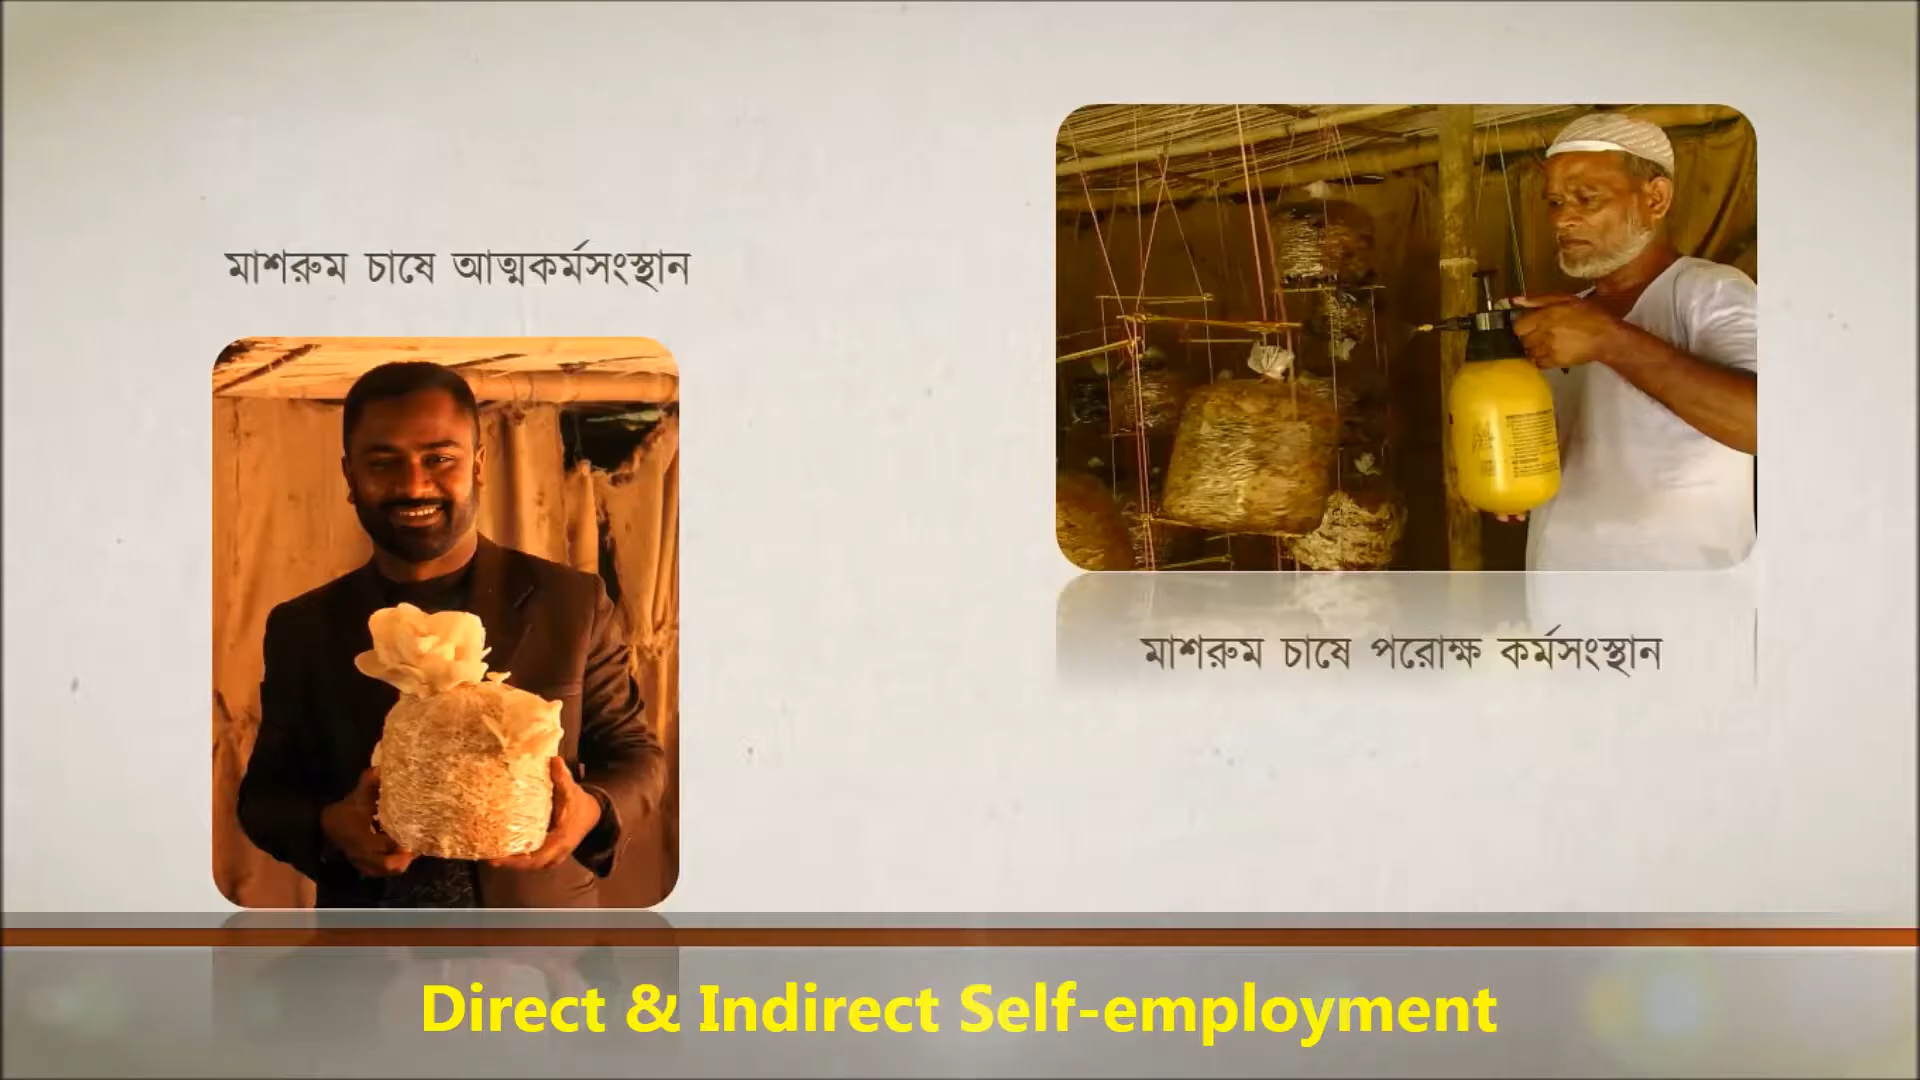 মাশরুম চাষে আত্মকর্মসংস্থান
মাশরুম চাষে পরোক্ষ কর্মসংস্থান
Direct & Indirect Self-employment